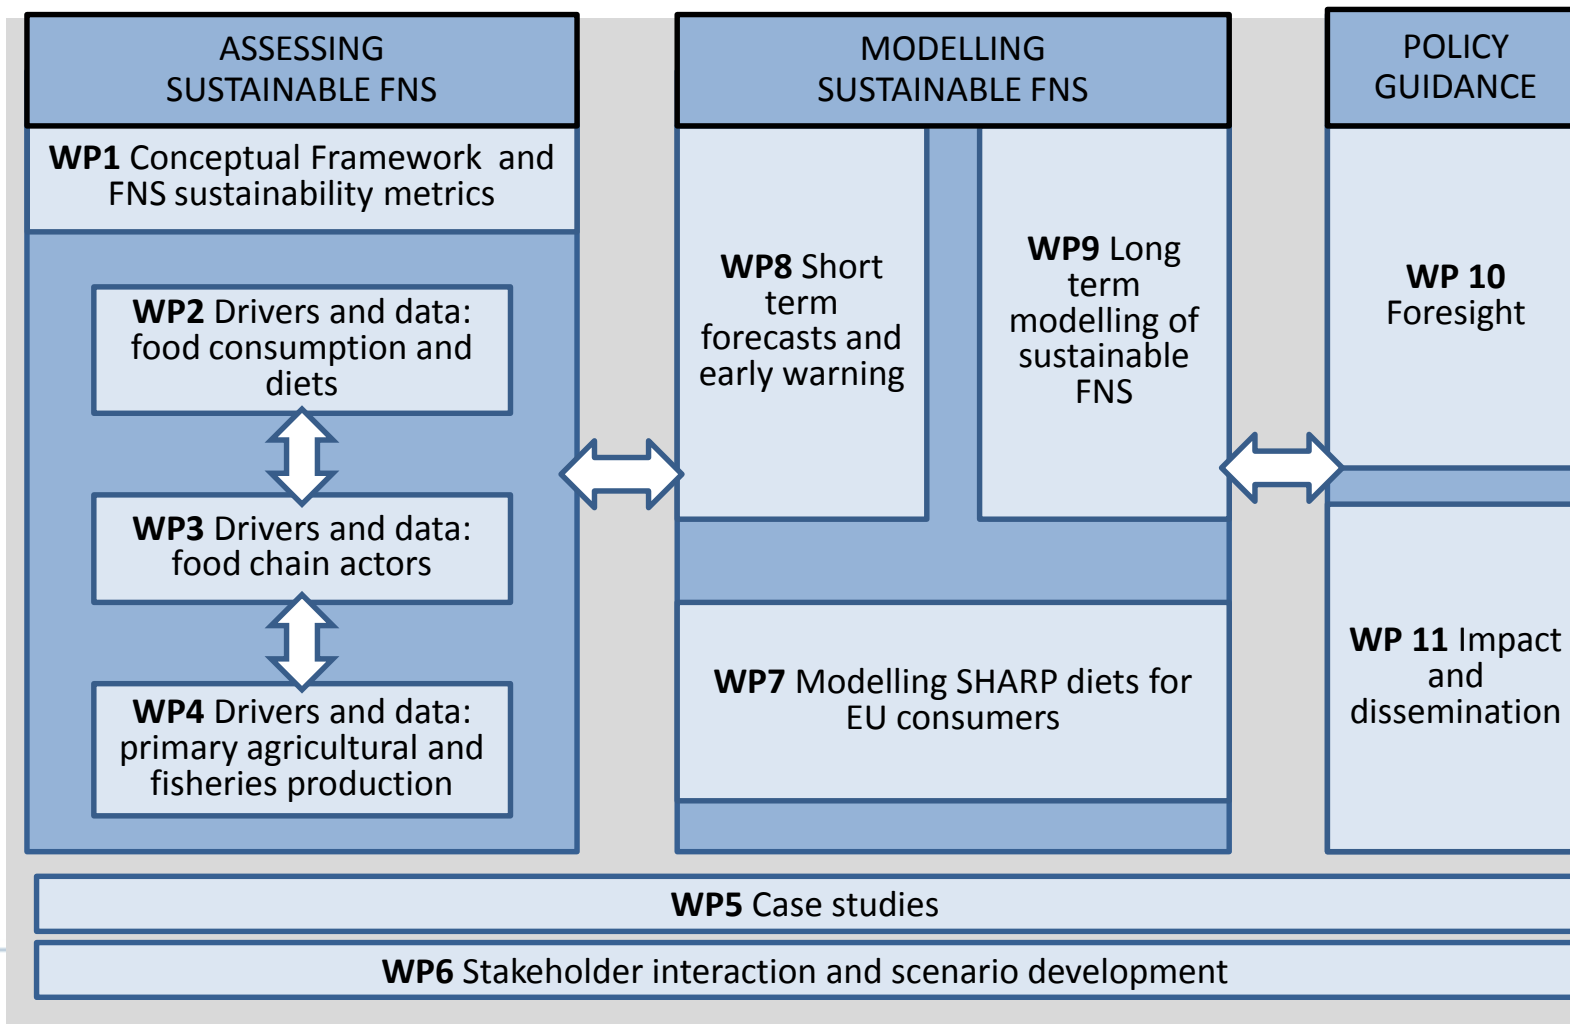 ASSESSING
SUSTAINABLE FNS
WP1 Conceptual Framework and
FNS sustainability metrics
WP2 Drivers and data:
food consumption and
diets
WP3 Drivers and data:
food chain actors
WP4 Drivers and data:
primary agricultural and
fisheries production
MODELLING
SUSTAINABLE FNS
WP8 Short
term
forecasts and
early warning
WP9 Long
term
modelling of
sustainable
FNS
WP7 Modelling SHARP diets for
EU consumers
POLICY
GUIDANCE
WP 10
Foresight
WP 11 Impact
and
dissemination
WP5 Case studies
WP6 Stakeholder interaction and scenario development